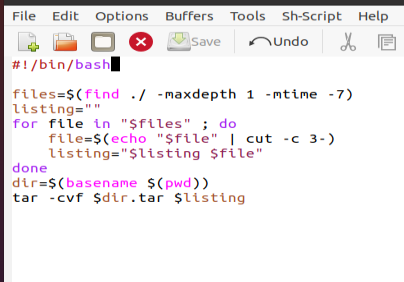 File Edit Options Buffers Tools Sh-Script Help
Save Undo
#!/bin/bash
files=$(find ./ -maxdepth 1 -mtime -7)
listing=""
for file in "$files" ; do
    file=$(echo "$file" | cut -c 3-)
    listing="$listing $file"
done
dir=$(basename $(pwd))
tar -cvf $dir.tar $listing